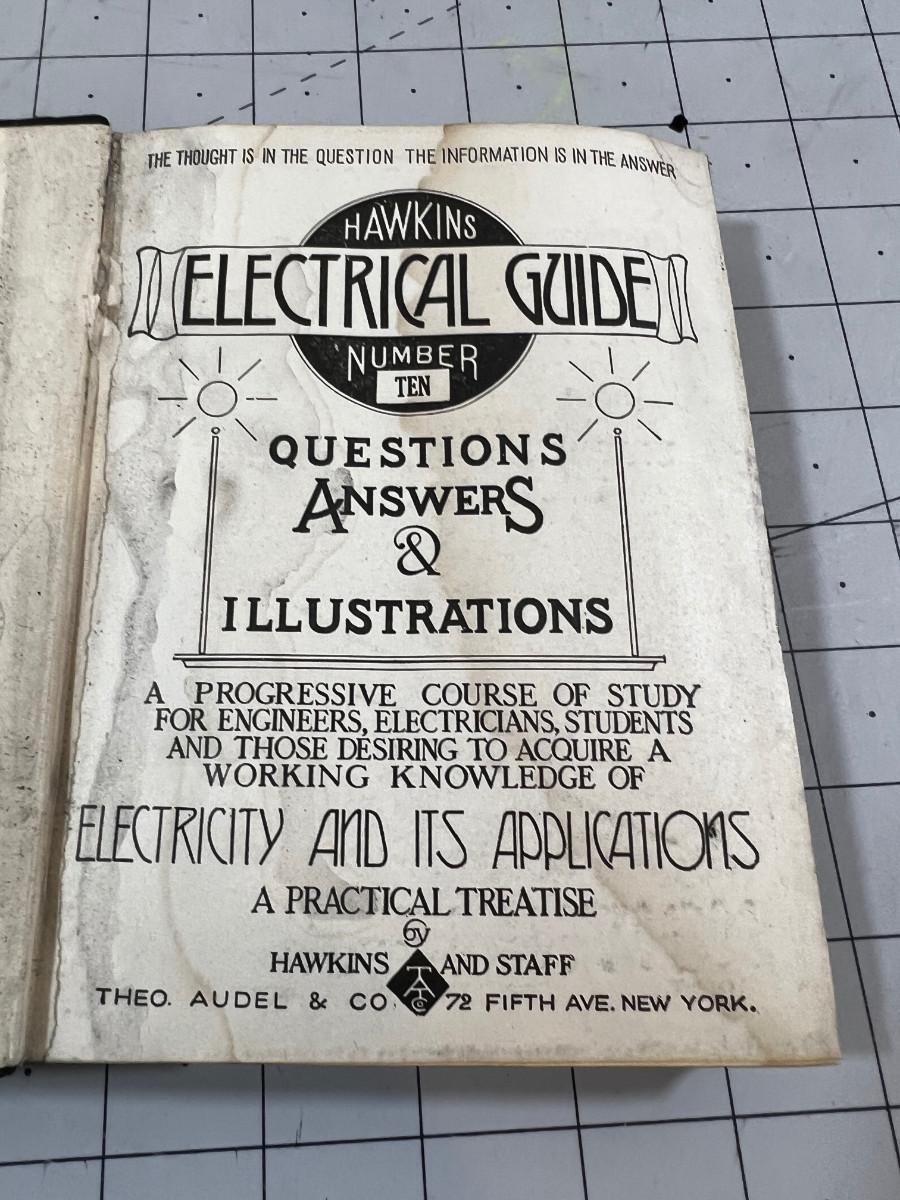 THE THOUGHT IS IN THE QUESTION THE INFORMATION IS IN THE ANSWER
HAWKINS
ELECTRICAL GUIDE
NUMBER
TEN
QUESTIONS
ANSWERS
&
ILLUSTRATIONS
A PROGRESSIVE COURSE OF STUDY
FOR ENGINEERS, ELECTRICIANS, STUDENTS
AND THOSE DESIRING TO ACQUIRE A
WORKING KNOWLEDGE OF
ELECTRICITY AND ITS APPLICATIONS
A PRACTICAL TREATISE
by
HAWKINS AND STAFF
TA Co
THEO. AUDEL & CO. 72 FIFTH AVE. NEW YORK.